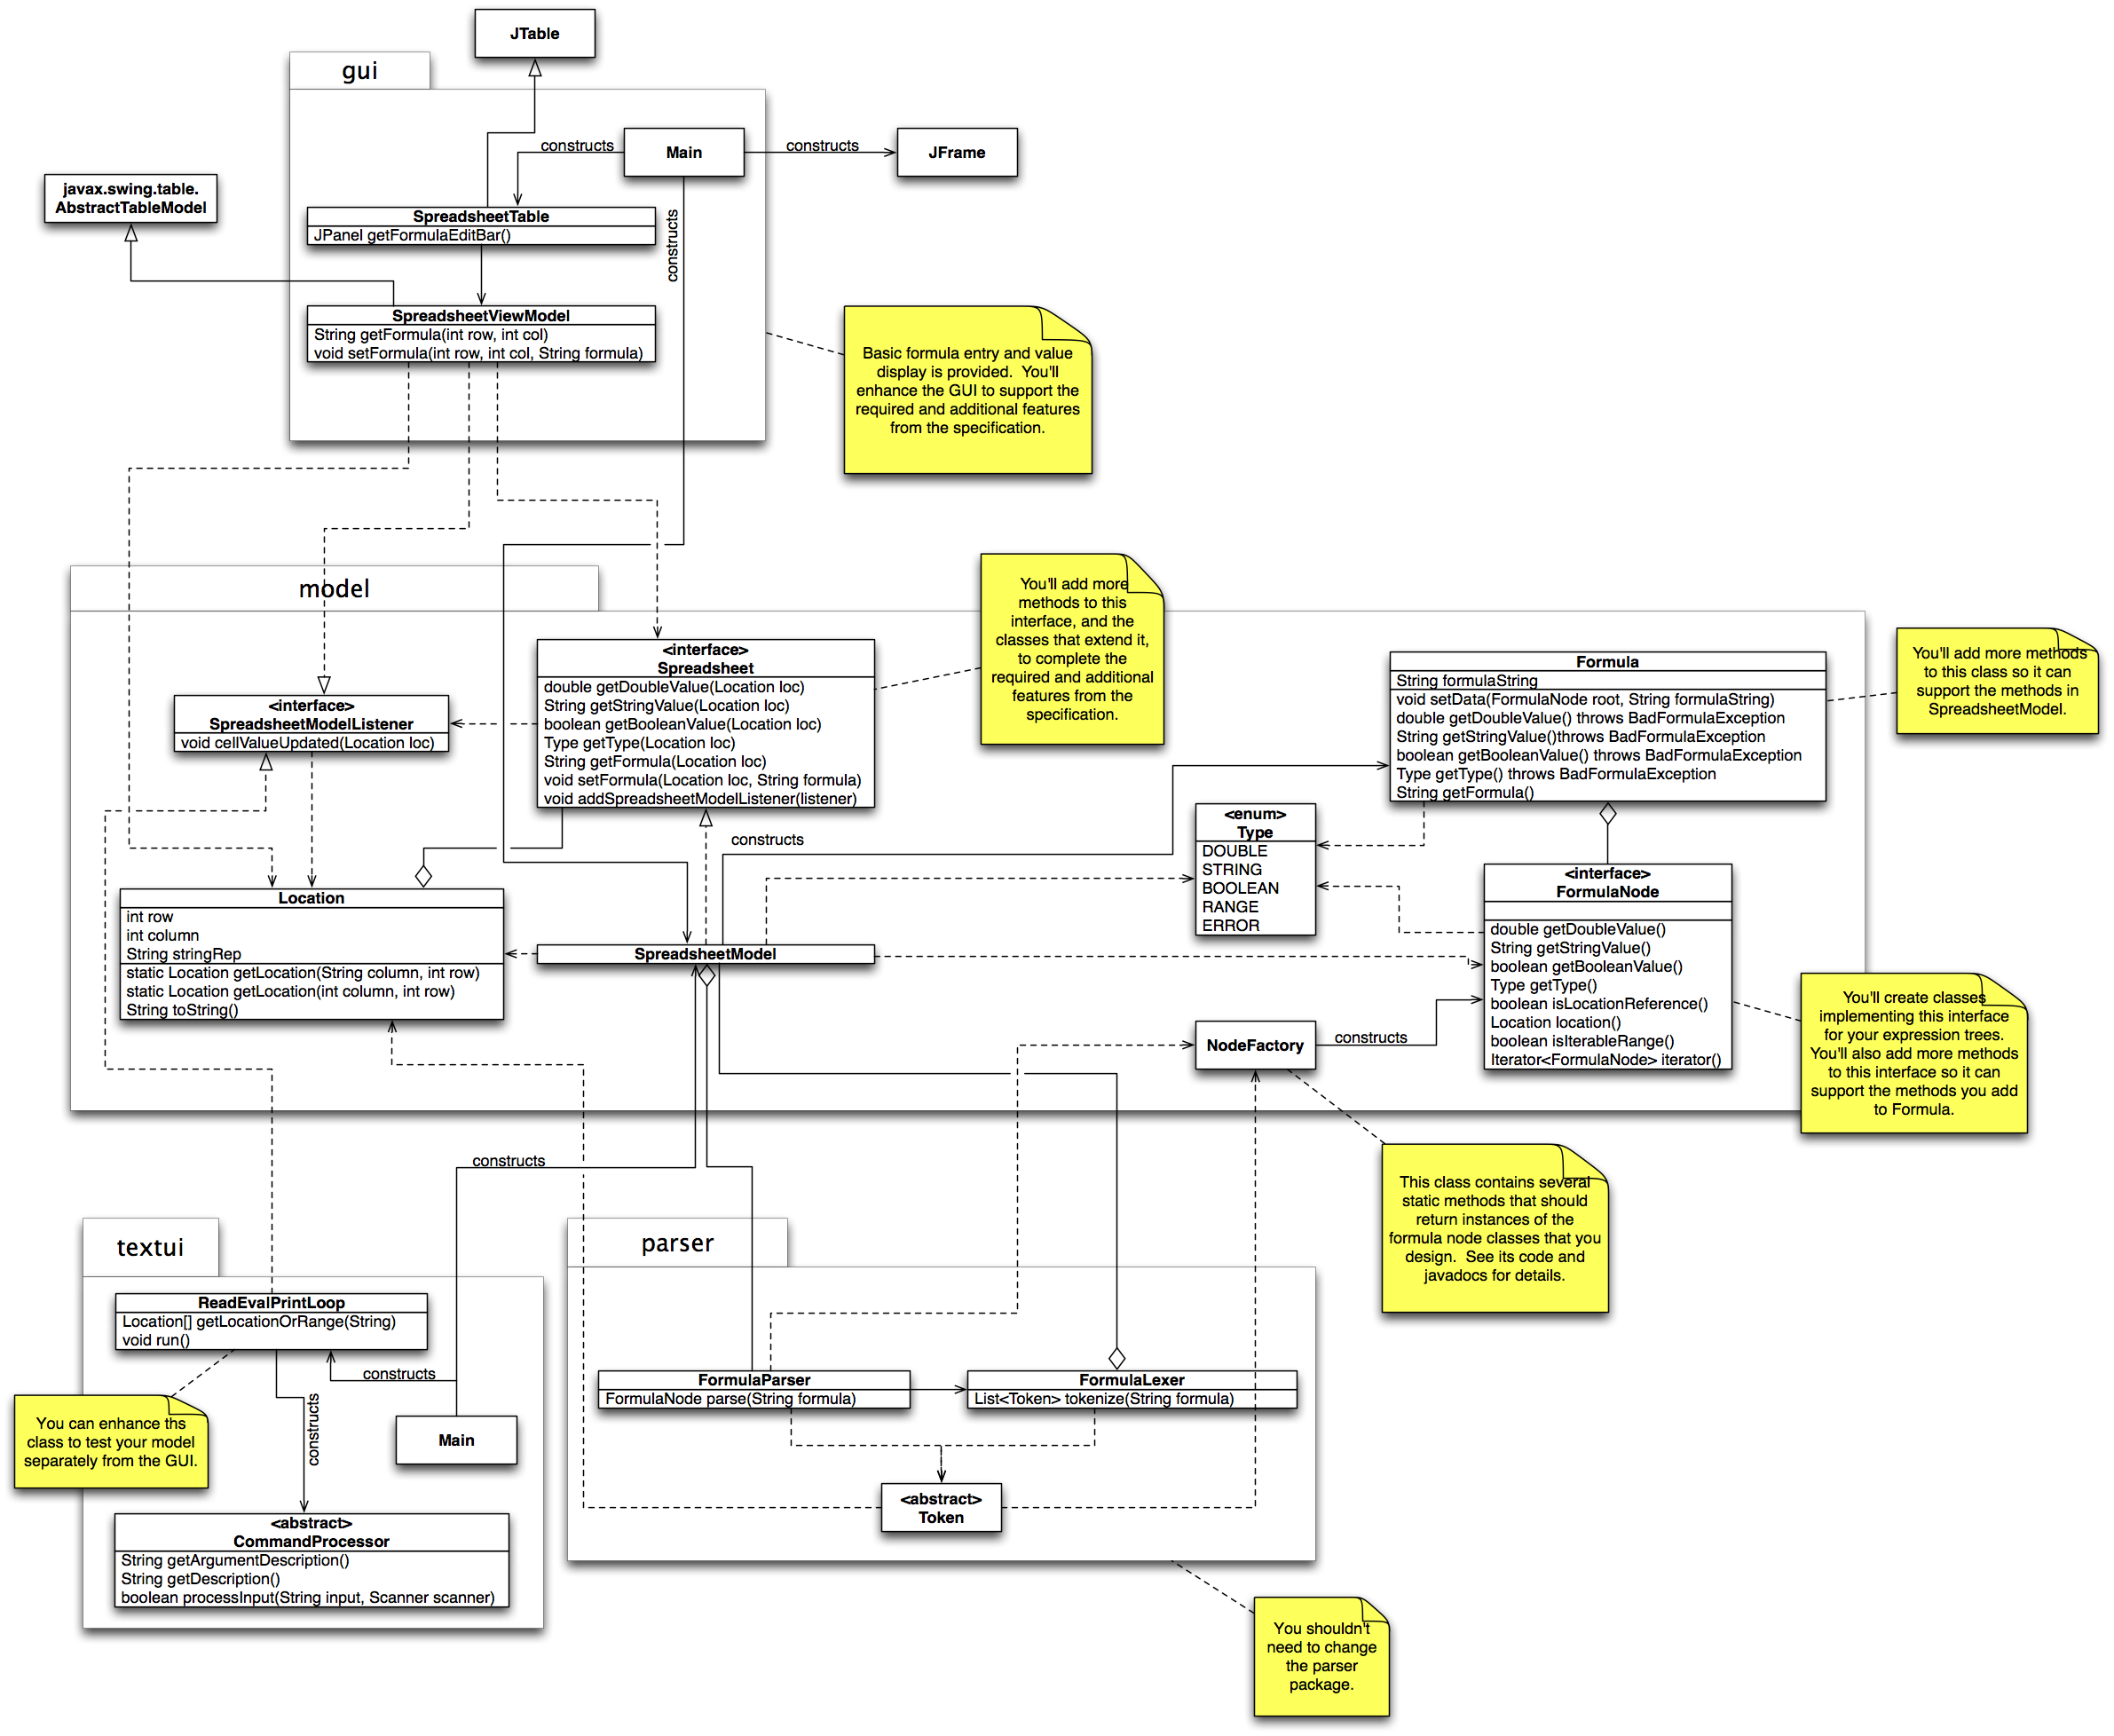 JTable
gui
constructs
Main
constructs
JFrame
javax.swing.table.
AbstractTableModel
SpreadsheetTable
JPanel getFormulaEditBar()
constructs
SpreadsheetViewModel
String getFormula(int row, int col)
void setFormula(int row, int col, String formula)
Basic formula entry and value
display is provided. You'll
enhance the GUI to support the
required and additional features
from the specification.
model
You'll add more
methods to this
interface, and the
classes that extend it,
to complete the
required and additional
features from the
specification.
<interface>
Spreadsheet
double getDoubleValue(Location loc)
String getStringValue(Location loc)
boolean getBooleanValue(Location loc)
Type getType(Location loc)
String getFormula(Location loc)
void setFormula(Location loc, String formula)
void addSpreadsheetModelListener(listener)
<interface>
SpreadsheetModelListener
void cellValueUpdated(Location loc)
Formula
String formulaString
void setData(FormulaNode root, String formulaString)
double getDoubleValue() throws BadFormulaException
String getStringValue()throws BadFormulaException
boolean getBooleanValue() throws BadFormulaException
Type getType() throws BadFormulaException
String getFormula()
You'll add more methods
to this class so it can
support the methods in
SpreadsheetModel.
constructs
<enum>
Type
DOUBLE
STRING
BOOLEAN
RANGE
ERROR
<interface>
FormulaNode
double getDoubleValue()
String getStringValue()
boolean getBooleanValue()
Type getType()
boolean isLocationReference()
Location location()
boolean isIterableRange()
Iterator<FormulaNode> iterator()
Location
int row
int column
String stringRep
static Location getLocation(String column, int row)
static Location getLocation(int column, int row)
String toString()
SpreadsheetModel
NodeFactory
constructs
You'll create classes
implementing this interface
for your expression trees.
You'll also add more methods
to this interface so it can
support the methods you add
to Formula.
constructs
This class contains several
static methods that should
return instances of the
formula node classes that you
design. See its code and
javadocs for details.
textui
parser
ReadEvalPrintLoop
Location[] getLocationOrRange(String)
void run()
constructs
constructs
You can enhance ths
class to test your model
separately from the GUI.
Main
FormulaParser
FormulaNode parse(String formula)
FormulaLexer
List<Token> tokenize(String formula)
<abstract>
Token
<abstract>
CommandProcessor
String getArgumentDescription()
String getDescription()
boolean processInput(String input, Scanner scanner)
You shouldn't
need to change
the parser
package.